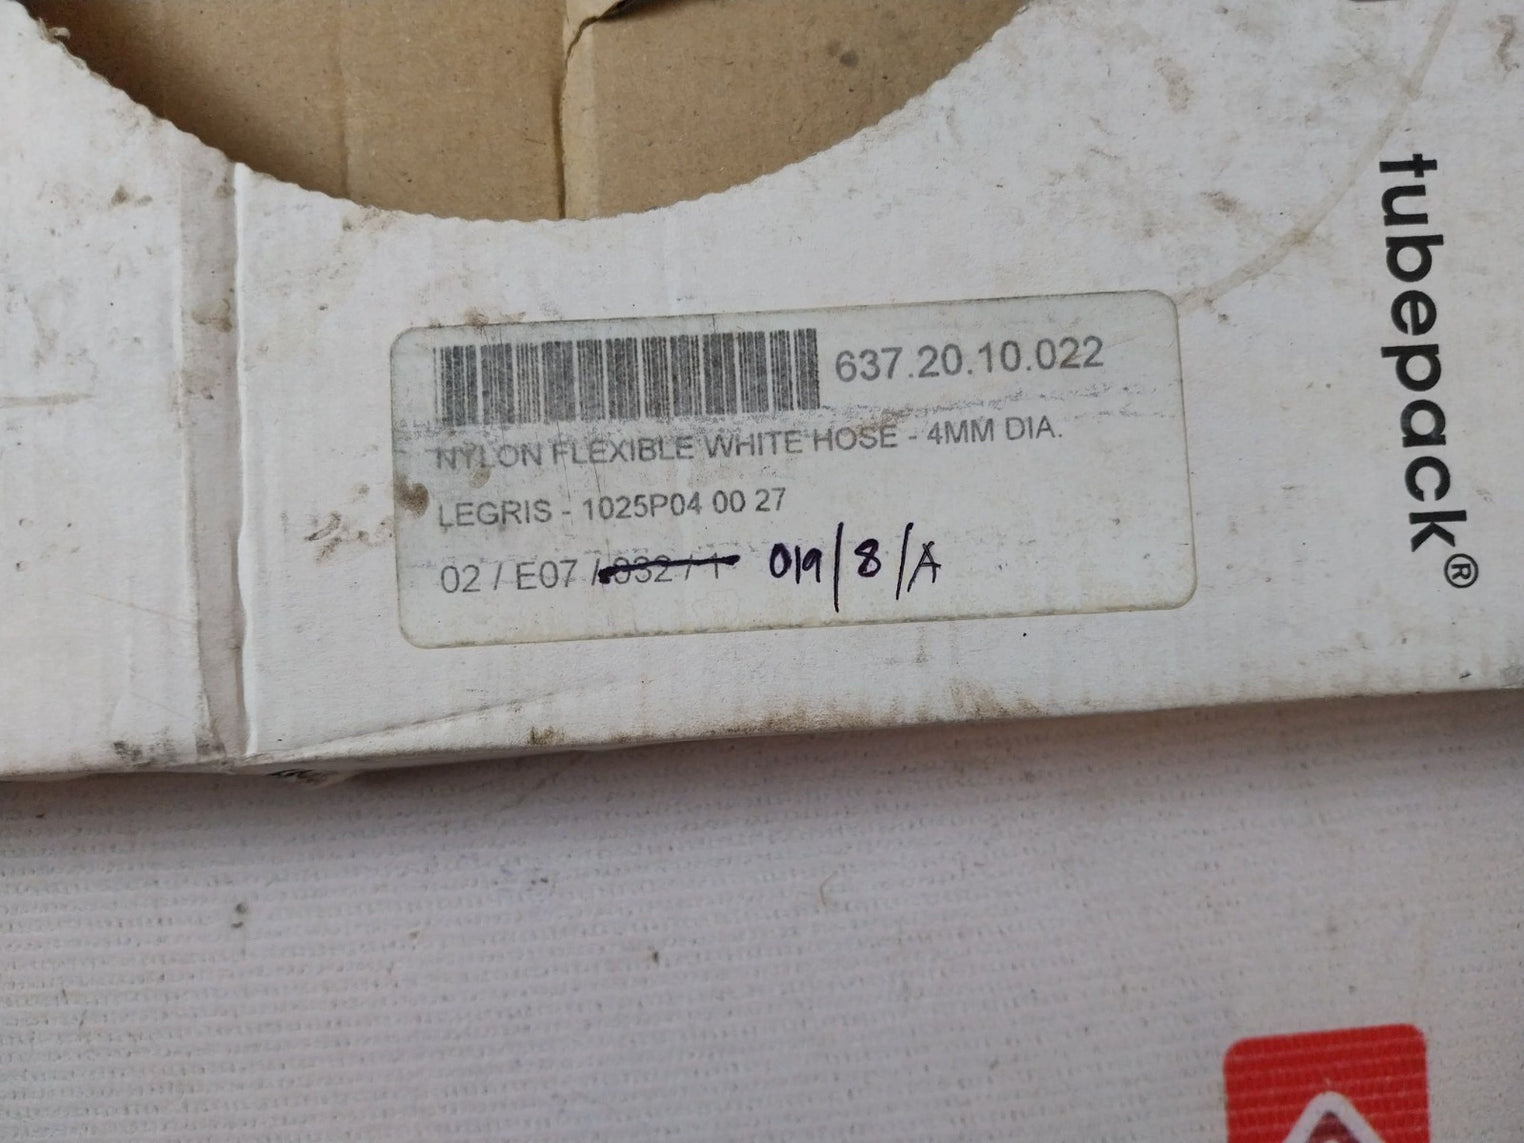 637.20.10.022
NYLON FLEXIBLE WHITE HOSE - 4MM DIA.
LEGRIS - 1025P04 00 27
02 / E07 / 032 / 1 019/8/A
tubepack®